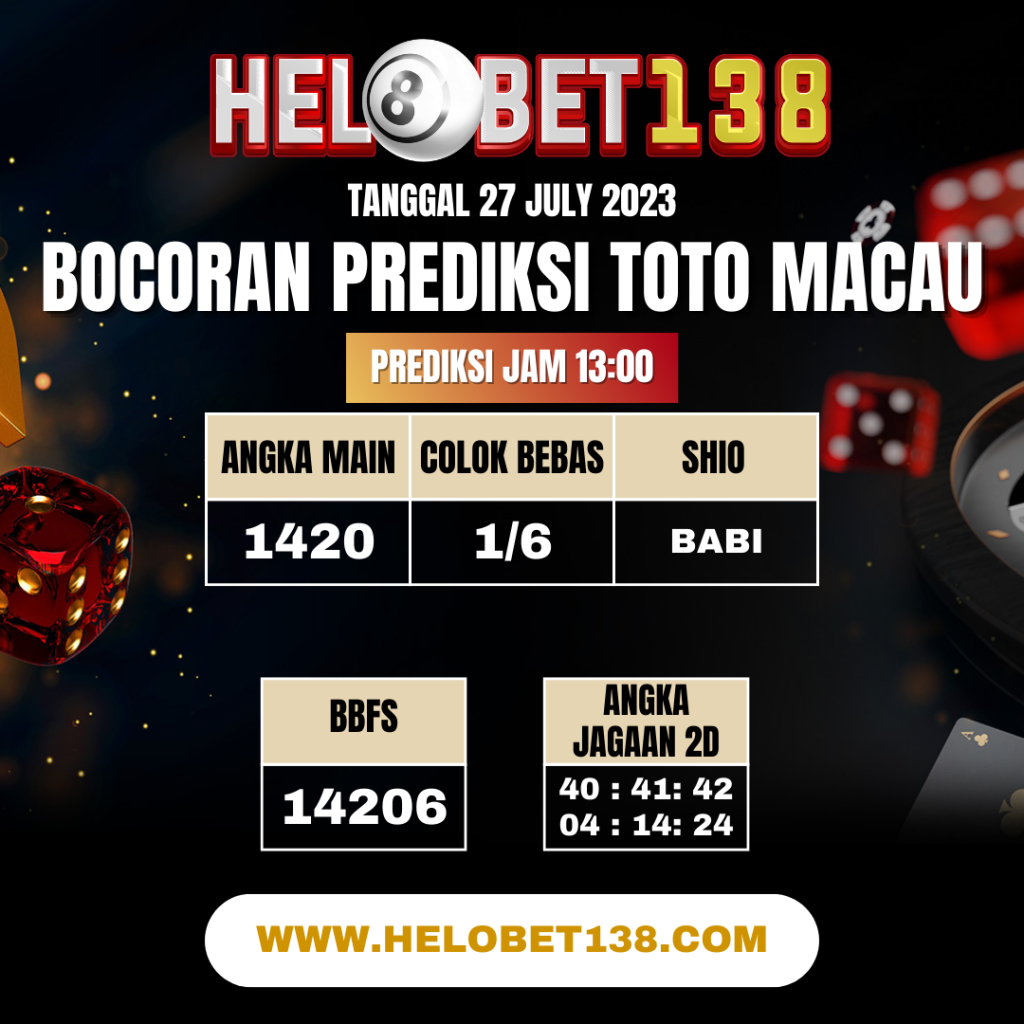 HELOBET138
TANGGAL 27 JULY 2023
BOCORAN PREDIKSI TOTO MACAU
PREDIKSI JAM 13:00
ANGKA MAIN COLOK BEBAS SHIO
1420 1/6 BABI
BBFS
14206
ANGKA
JAGAAN 2D
40 : 41: 42
04 : 14: 24
WWW.HELOBET138.COM